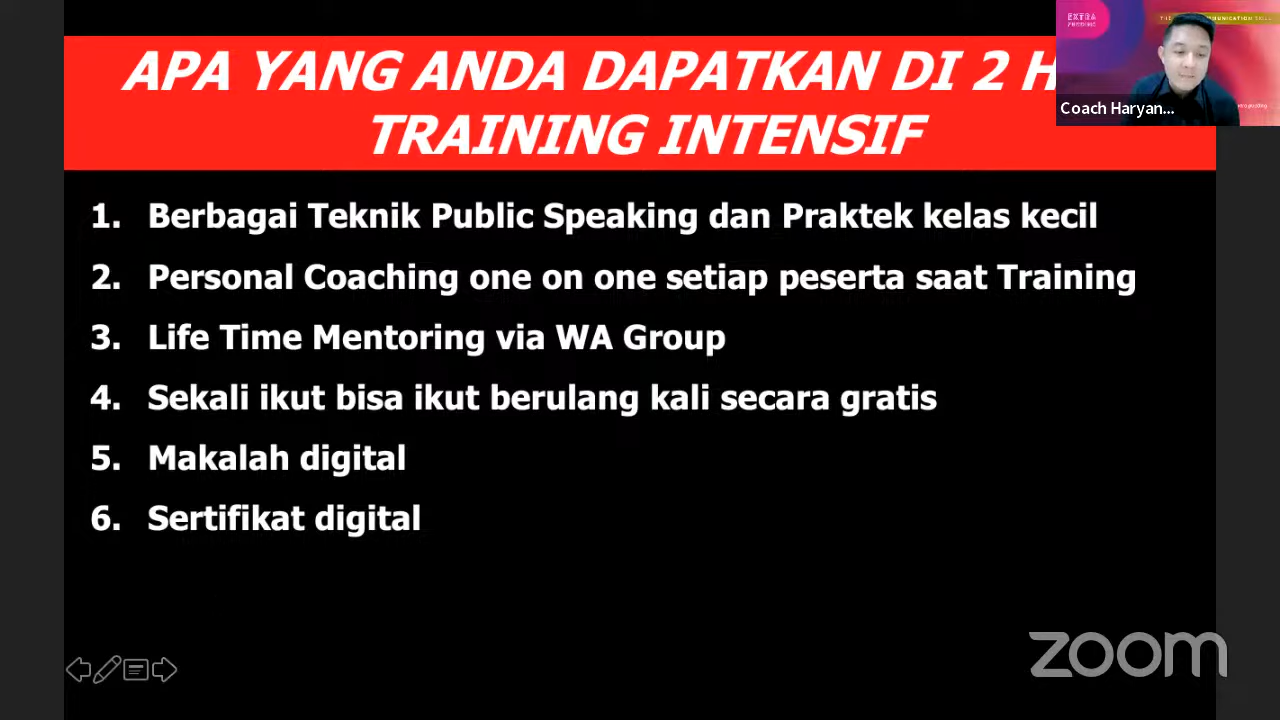 APA YANG ANDA DAPATKAN DI 2
TRAINING INTENSIF
1. Berbagai Teknik Public Speaking dan Praktek kelas kecil
2. Personal Coaching one on one setiap peserta saat Training
3. Life Time Mentoring via WA Group
4. Sekali ikut bisa ikut berulang kali secara gratis
5. Makalah digital
6. Sertifikat digital
EXTRA
Coach Haryan...
zoom